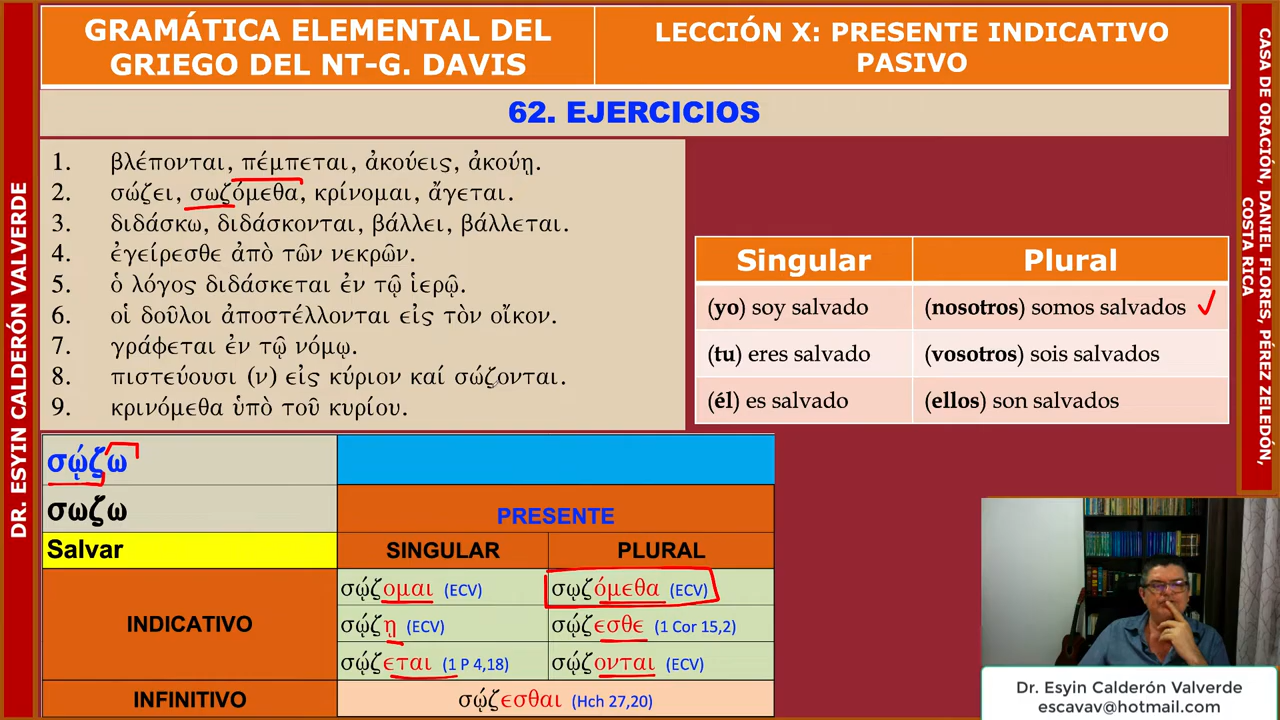 GRAMÁTICA ELEMENTAL DEL
GRIEGO DEL NT-G. DAVIS
LECCIÓN X: PRESENTE INDICATIVO
PASIVO
62. EJERCICIOS
1. βλέπονται, πέμπεται, ἀκούεις, ἀκούῃ.
2. σώζει, σωζόμεθα, κρίνομαι, ἄγεται.
3. διδάσκω, διδάσκονται, βάλλει, βάλλεται.
4. ἐγείρεσθε ἀπὸ τῶν νεκρῶν.
5. ὁ λόγος διδάσκεται ἐν τῷ ἱερῷ.
6. οἱ δοῦλοι ἀποστέλλονται εἰς τὸν οἴκον.
7. γράφεται ἐν τῷ νόμῳ.
8. πιστεύουσι (ν) εἰς κύριον καί σώζονται.
9. κρινόμεθα ὑπὸ τοῦ κυρίου.
Singular Plural
(yo) soy salvado (nosotros) somos salvados
(tu) eres salvado (vosotros) sois salvados
(él) es salvado (ellos) son salvados
σῴζω
σωζω
PRESENTE
Salvar SINGULAR PLURAL
INDICATIVO
σῴζομαι (ECV) σῳζόμεθα (ECV)
σῴζῃ (ECV) σῴζεσθε (1 Cor 15,2)
σῴζεται (1 P 4,18) σῴζονται (ECV)
INFINITIVO σῴζεσθαι (Hch 27,20)
DR. ESYIN CALDERÓN VALVERDE
CASA DE ORACIÓN, DANIEL FLORES, PÉREZ ZELEDÓN,
COSTA RICA
Dr. Esyin Calderón Valverde
escavav@hotmail.com